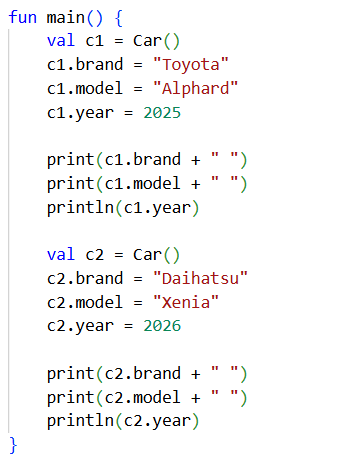 fun main() {
    val c1 = Car()
    c1.brand = "Toyota"
    c1.model = "Alphard"
    c1.year = 2025

    print(c1.brand + " ")
    print(c1.model + " ")
    println(c1.year)

    val c2 = Car()
    c2.brand = "Daihatsu"
    c2.model = "Xenia"
    c2.year = 2026

    print(c2.brand + " ")
    print(c2.model + " ")
    println(c2.year)
}